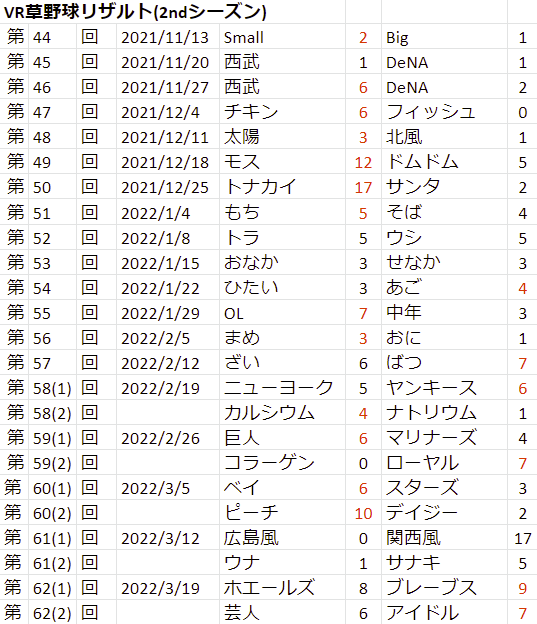 VR草野球リザルト(2ndシーズン)
第 44 回 2021/11/13 Small 2 Big 1
第 45 回 2021/11/20 西武 1 DeNA 1
第 46 回 2021/11/27 西武 6 DeNA 2
第 47 回 2021/12/4 チキン 6 フィッシュ 0
第 48 回 2021/12/11 太陽 3 北風 1
第 49 回 2021/12/18 モス 12 ドムドム 5
第 50 回 2021/12/25 トナカイ 17 サンタ 2
第 51 回 2022/1/4 もち 5 そば 4
第 52 回 2022/1/8 トラ 5 ウシ 5
第 53 回 2022/1/15 おなか 3 せなか 3
第 54 回 2022/1/22 ひたい 3 あご 4
第 55 回 2022/1/29 OL 7 中年 3
第 56 回 2022/2/5 まめ 3 おに 1
第 57 回 2022/2/12 ざい 6 ばつ 7
第 58(1) 回 2022/2/19 ニューヨーク 5 ヤンキース 6
第 58(2) 回 カルシウム 4 ナトリウム 1
第 59(1) 回 2022/2/26 巨人 6 マリナーズ 4
第 59(2) 回 コラーゲン 0 ローヤル 7
第 60(1) 回 2022/3/5 ベイ 6 スターズ 3
第 60(2) 回 ピーチ 10 デイジー 2
第 61(1) 回 2022/3/12 広島風 0 関西風 17
第 61(2) 回 ウナ 1 サナキ 5
第 62(1) 回 2022/3/19 ホエールズ 8 ブレーブス 9
第 62(2) 回 芸人 6 アイドル 7